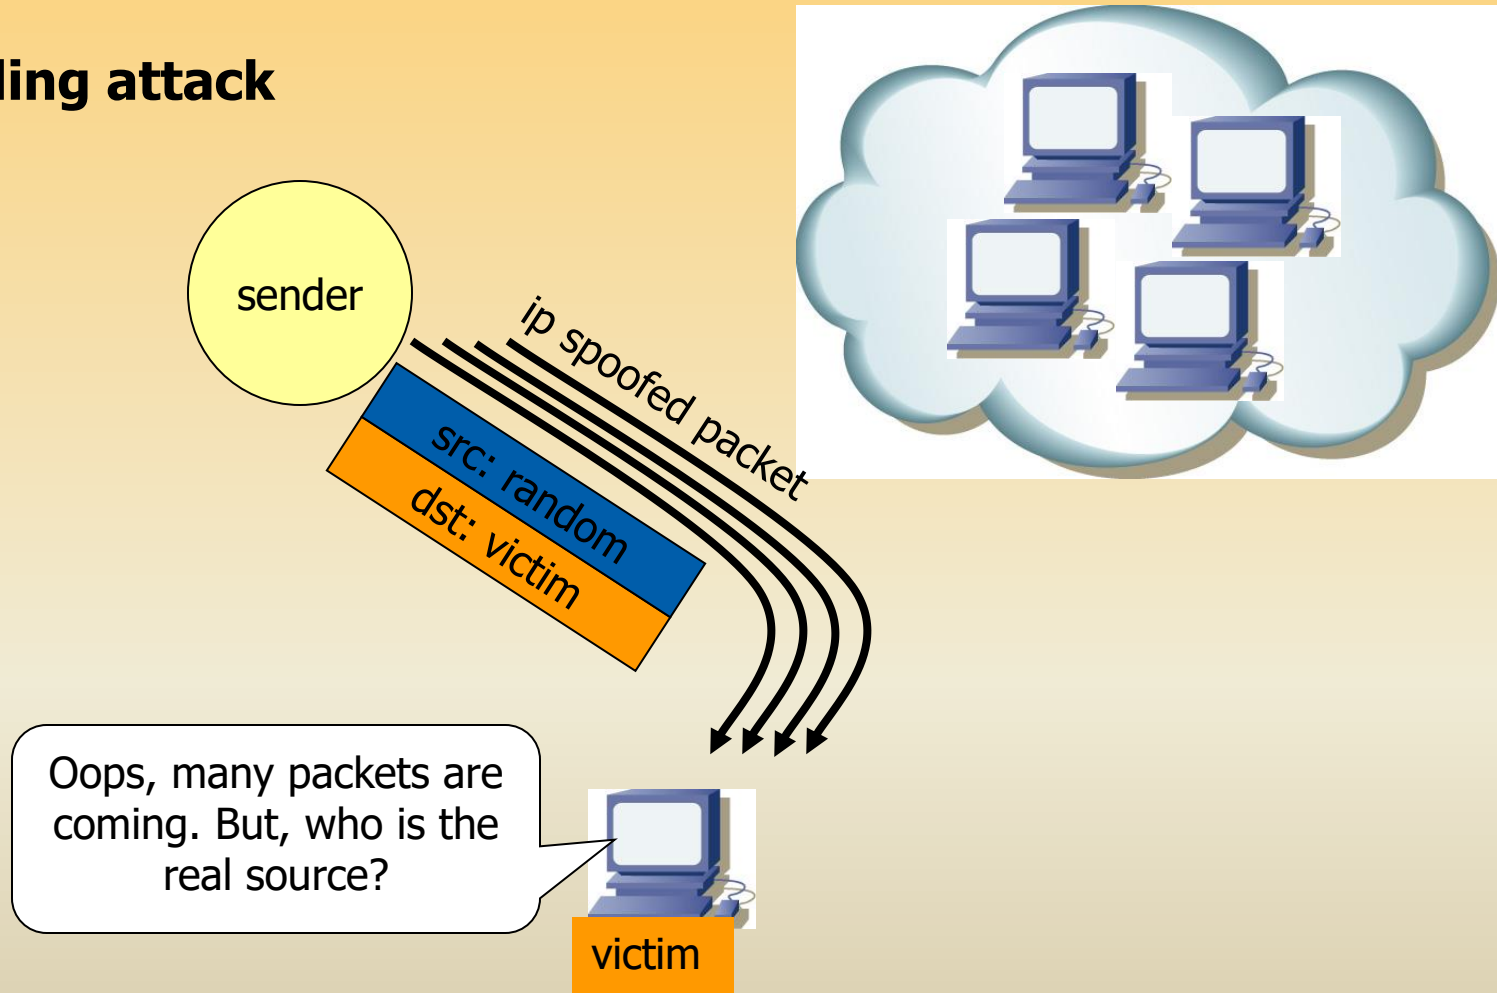 ling attack
sender
ip spoofed packet
src: random
dst: victim
Oops, many packets are
coming. But, who is the
real source?
victim